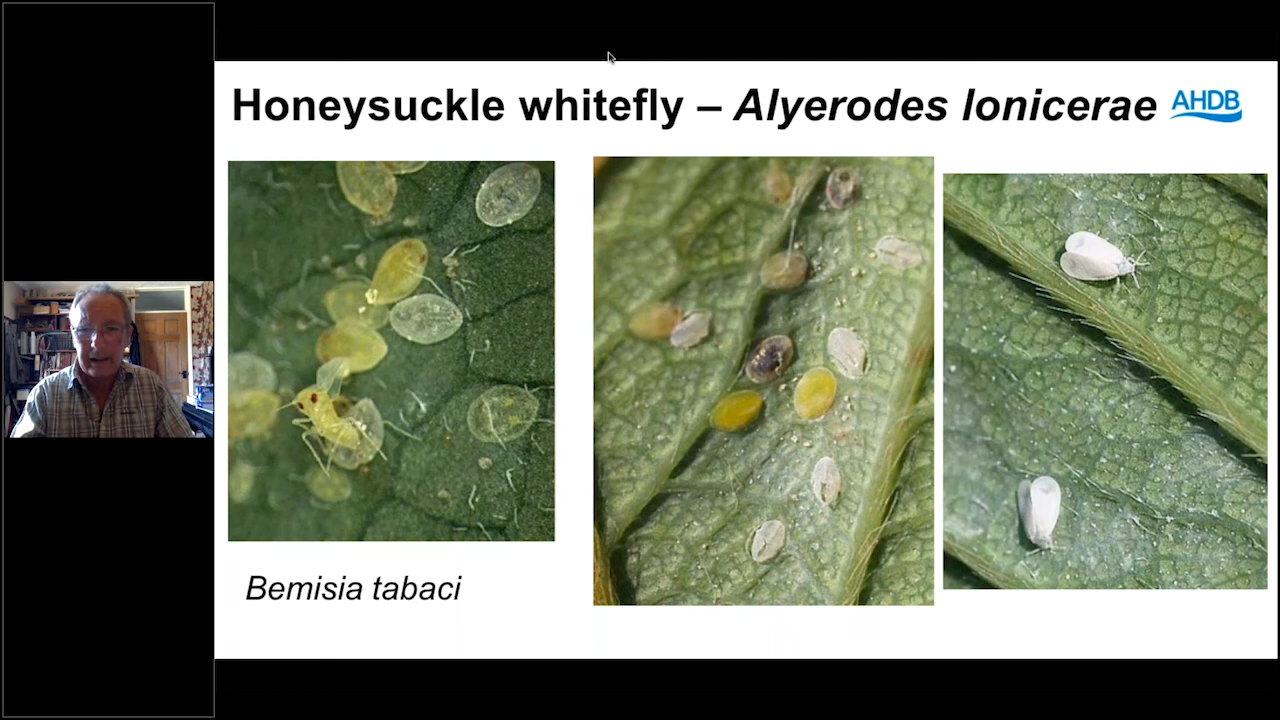 Honeysuckle whitefly – Alyerodes lonicerae
AHDB
Bemisia tabaci